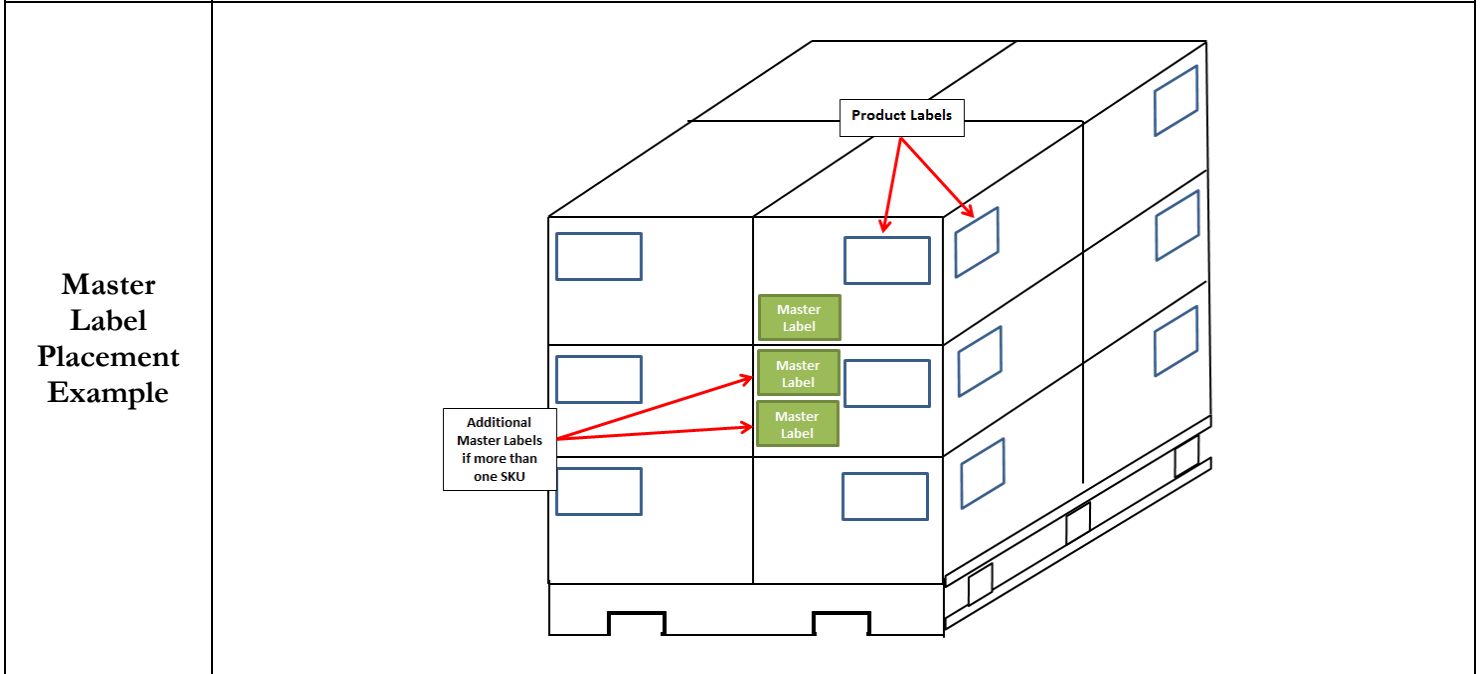 Master
Label
Placement
Example
Product Labels
Master
Label
Master
Label
Master
Label
Additional
Master Labels
if more than
one SKU